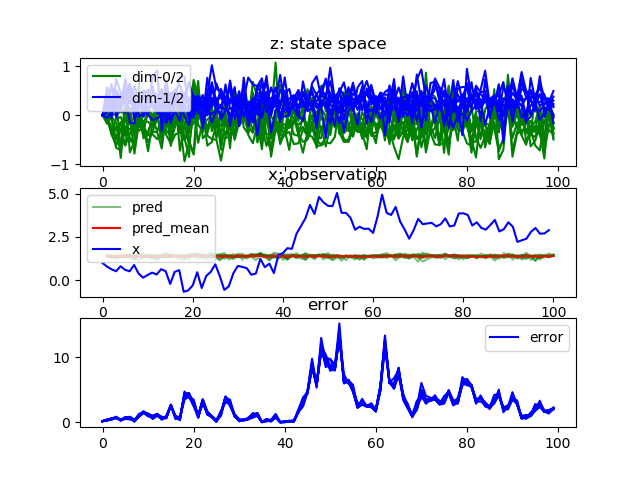 z: state space
1
0
−1
dim-0/2
dim-1/2
0 20 40 60 80 100
x: observation
5.0
2.5
0.0
pred
pred_mean
x
0 20 40 60 80 100
error
10
0
error
0 20 40 60 80 100